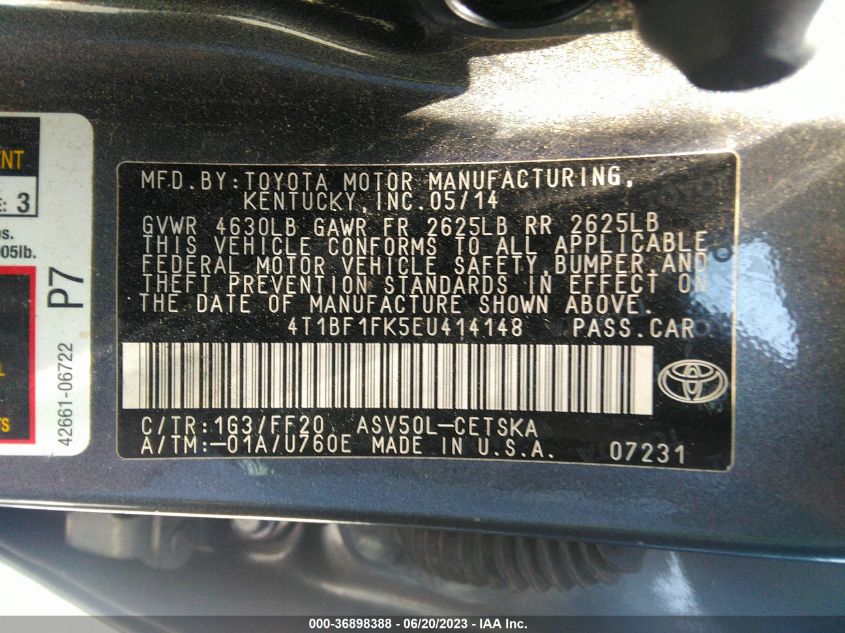 ENT
E: 3
s.
005lb.
L
TS
42661-06722
P7
MFD.BY:TOYOTA MOTOR MANUFACTURING,
KENTUCKY,INC.05/14
GVWR 4630LB GAWR FR 2625LB RR 2625LB
THIS VEHICLE CONFORMS TO ALL APPLICABLE
FEDERAL MOTOR VEHICLE SAFETY,BUMPER,AND
THEFT PREVENTION STANDARDS IN EFFECT ON
THE DATE OF MANUFACTURE SHOWN ABOVE.
4T1BF1FK5EU414148 PASS.CAR
C/TR:1G3/FF20 ASV50L-CETSKA
A/TM:-01A/U760E MADE IN U.S.A. 07231
000-36898388 - 06/20/2023 - IAA Inc.